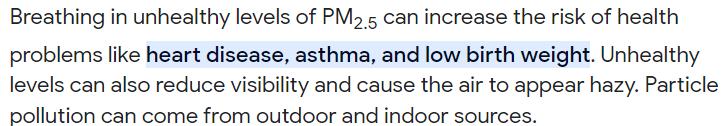 Breathing in unhealthy levels of PM2.5 can increase the risk of health
problems like heart disease, asthma, and low birth weight. Unhealthy
levels can also reduce visibility and cause the air to appear hazy. Particle
pollution can come from outdoor and indoor sources.